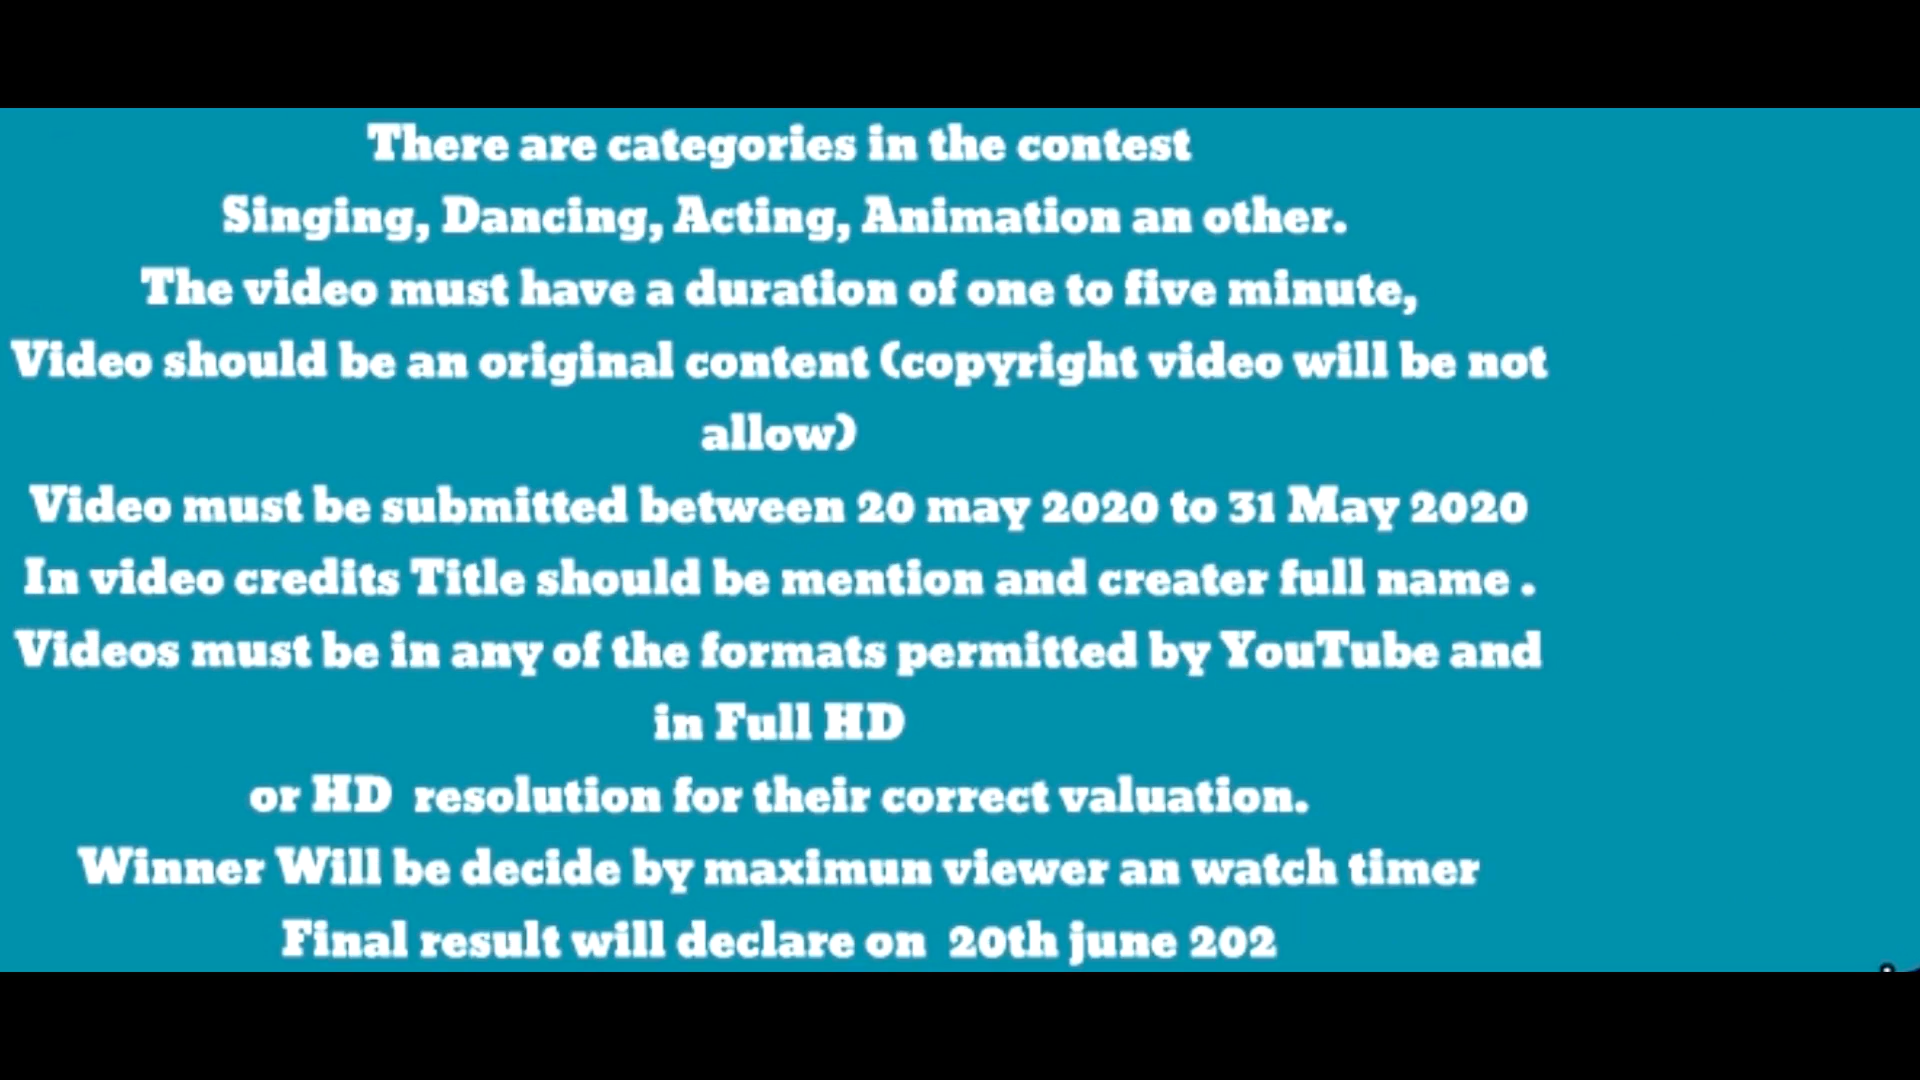 There are categories in the contest
Singing, Dancing, Acting, Animation an other.
The video must have a duration of one to five minute,
Video should be an original content (copyright video will be not
allow)
Video must be submitted between 20 may 2020 to 31 May 2020
In video credits Title should be mention and creater full name .
Videos must be in any of the formats permitted by YouTube and
in Full HD
or HD  resolution for their correct valuation.
Winner Will be decide by maximun viewer an watch timer
Final result will declare on  20th june 202